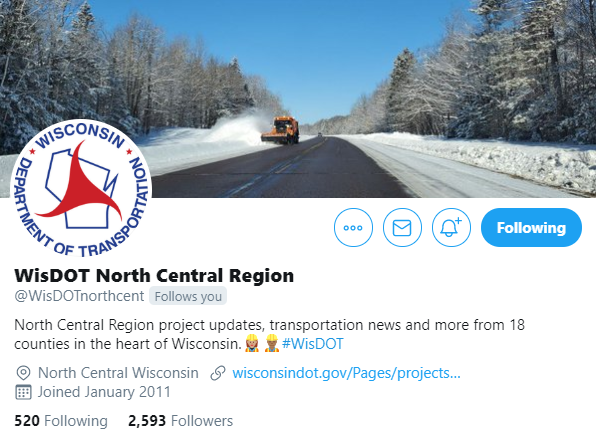 WISCONSIN
DEPARTMENT OF TRANSPORTATION
Following
WisDOT North Central Region
@WisDOTnorthcent Follows you
North Central Region project updates, transportation news and more from 18
counties in the heart of Wisconsin.👷🏽‍♀️👷🏽 #WisDOT
North Central Wisconsin wisconsindot.gov/Pages/projects...
Joined January 2011
520 Following 2,593 Followers